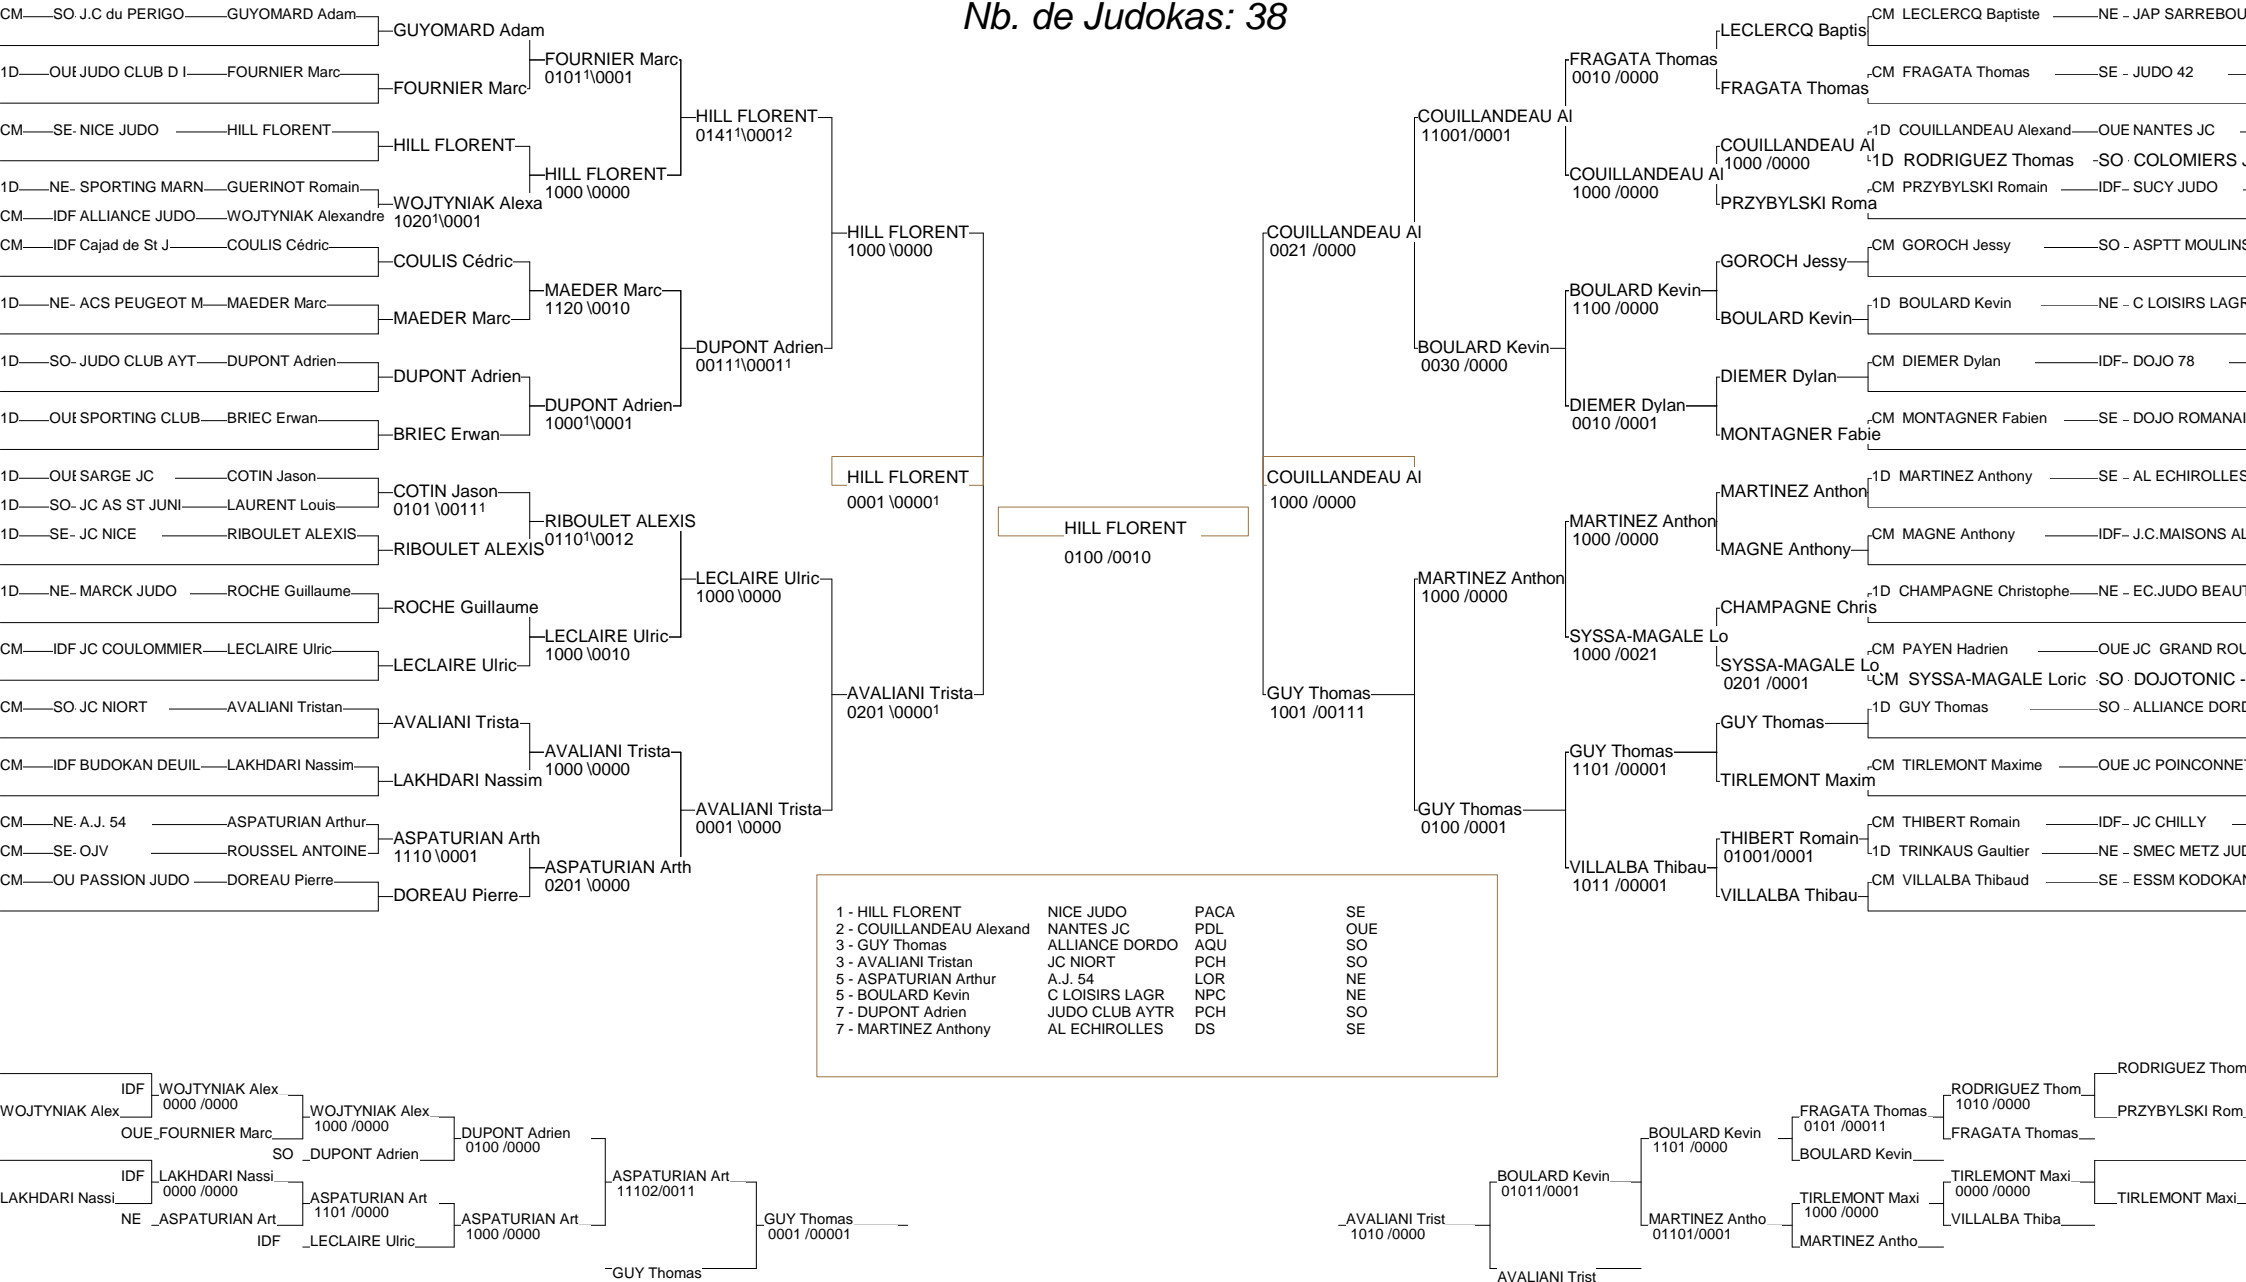 Nb. de Judokas: 38
CM SO J.C du PERIGO GUYOMARD Adam
1D OUE JUDO CLUB D I FOURNIER Marc
CM SE NICE JUDO HILL FLORENT
1D NE SPORTING MARN GUERINOT Romain
CM IDF ALLIANCE JUDO WOJTYNIAK Alexandre
CM IDF Cajad de St J COULIS Cédric
1D NE ACS PEUGEOT M MAEDER Marc
1D SO JUDO CLUB AYT DUPONT Adrien
1D OUE SPORTING CLUB BRIEC Erwan
1D OUE SARGE JC COTIN Jason
1D SO JC AS ST JUNI LAURENT Louis
1D SE JC NICE RIBOULET ALEXIS
1D NE MARCK JUDO ROCHE Guillaume
CM IDF JC COULOMMIER LECLAIRE Ulric
CM SO JC NIORT AVALIANI Tristan
CM IDF BUDOKAN DEUIL LAKHDARI Nassim
CM NE A.J. 54 ASPATURIAN Arthur
CM SE OJV ROUSSEL ANTOINE
CM OU PASSION JUDO DOREAU Pierre
GUYOMARD Adam
FOURNIER Marc
HILL FLORENT
WOJTYNIAK Alexa
1020¹\0001
COULIS Cédric
MAEDER Marc
DUPONT Adrien
BRIEC Erwan
COTIN Jason
0101 \0011¹
RIBOULET ALEXIS
ROCHE Guillaume
LECLAIRE Ulric
AVALIANI Trista
LAKHDARI Nassim
ASPATURIAN Arth
1110 \0001
DOREAU Pierre
FOURNIER Marc
0101¹\0001
HILL FLORENT
1000 \0000
MAEDER Marc
1120 \0010
DUPONT Adrien
1000¹\0001
RIBOULET ALEXIS
0110¹\0012
LECLAIRE Ulric
1000 \0010
AVALIANI Trista
1000 \0000
ASPATURIAN Arth
0201 \0000
HILL FLORENT
0141¹\0001²
DUPONT Adrien
0011¹\0001¹
LECLAIRE Ulric
1000 \0000
AVALIANI Trista
0001 \0000
HILL FLORENT
1000 \0000
AVALIANI Trista
0201 \0000¹
HILL FLORENT
0001 \0000¹
HILL FLORENT
0100 /0010
COUILLANDEAU Al
1000 /0000
COUILLANDEAU Al
0021 /0000
GUY Thomas
1001 /00111
COUILLANDEAU Al
11001/0001
BOULARD Kevin
0030 /0000
MARTINEZ Anthon
1000 /0000
GUY Thomas
0100 /0001
FRAGATA Thomas
0010 /0000
COUILLANDEAU Al
1000 /0000
BOULARD Kevin
1100 /0000
DIEMER Dylan
0010 /0001
MARTINEZ Anthon
1000 /0000
SYSSA-MAGALE Lo
1000 /0021
GUY Thomas
1101 /00001
VILLALBA Thibau
1011 /00001
LECLERCQ Baptis
FRAGATA Thomas
COUILLANDEAU Al
1000 /0000
PRZYBYLSKI Roma
GOROCH Jessy
BOULARD Kevin
DIEMER Dylan
MONTAGNER Fabie
MARTINEZ Anthon
MAGNE Anthony
CHAMPAGNE Chris
SYSSA-MAGALE Lo
0201 /0001
GUY Thomas
TIRLEMONT Maxim
THIBERT Romain
01001/0001
VILLALBA Thibau
CM LECLERCQ Baptiste NE - JAP SARREBOU
CM FRAGATA Thomas SE - JUDO 42
1D COUILLANDEAU Alexand OUE NANTES JC
1D RODRIGUEZ Thomas SO COLOMIERS J
CM PRZYBYLSKI Romain IDF - SUCY JUDO
CM GOROCH Jessy SO - ASPTT MOULINS
1D BOULARD Kevin NE - C LOISIRS LAGR
CM DIEMER Dylan IDF - DOJO 78
CM MONTAGNER Fabien SE - DOJO ROMANAI
1D MARTINEZ Anthony SE - AL ECHIROLLES
CM MAGNE Anthony IDF - J.C.MAISONS AL
1D CHAMPAGNE Christophe NE - EC.JUDO BEAUT
CM PAYEN Hadrien OUE JC GRAND ROU
CM SYSSA-MAGALE Loric SO DOJOTONIC -
1D GUY Thomas SO - ALLIANCE DORD
CM TIRLEMONT Maxime OUE JC POINCONNET
CM THIBERT Romain IDF - JC CHILLY
1D TRINKAUS Gaultier NE - SMEC METZ JUD
CM VILLALBA Thibaud SE - ESSM KODOKAN
1 - HILL FLORENT NICE JUDO PACA SE
2 - COUILLANDEAU Alexand NANTES JC PDL OUE
3 - GUY Thomas ALLIANCE DORDO AQU SO
3 - AVALIANI Tristan JC NIORT PCH SO
5 - ASPATURIAN Arthur A.J. 54 LOR NE
5 - BOULARD Kevin C LOISIRS LAGR NPC NE
7 - DUPONT Adrien JUDO CLUB AYTR PCH SO
7 - MARTINEZ Anthony AL ECHIROLLES DS SE
WOJTYNIAK Alex
LAKHDARI Nassi
IDF WOJTYNIAK Alex
0000 /0000
OUE FOURNIER Marc
SO DUPONT Adrien
IDF LAKHDARI Nassi
0000 /0000
NE ASPATURIAN Art
IDF LECLAIRE Ulric
WOJTYNIAK Alex
1000 /0000
ASPATURIAN Art
1101 /0000
DUPONT Adrien
0100 /0000
ASPATURIAN Art
1000 /0000
ASPATURIAN Art
11102/0011
GUY Thomas
GUY Thomas
0001 /00001
AVALIANI Trist
1010 /0000
BOULARD Kevin
01011/0001
AVALIANI Trist
BOULARD Kevin
1101 /0000
MARTINEZ Antho
01101/0001
FRAGATA Thomas
0101 /00011
BOULARD Kevin
TIRLEMONT Maxi
1000 /0000
MARTINEZ Antho
RODRIGUEZ Thom
1010 /0000
FRAGATA Thomas
TIRLEMONT Maxi
0000 /0000
VILLALBA Thiba
RODRIGUEZ Thom
PRZYBYLSKI Rom
TIRLEMONT Maxi